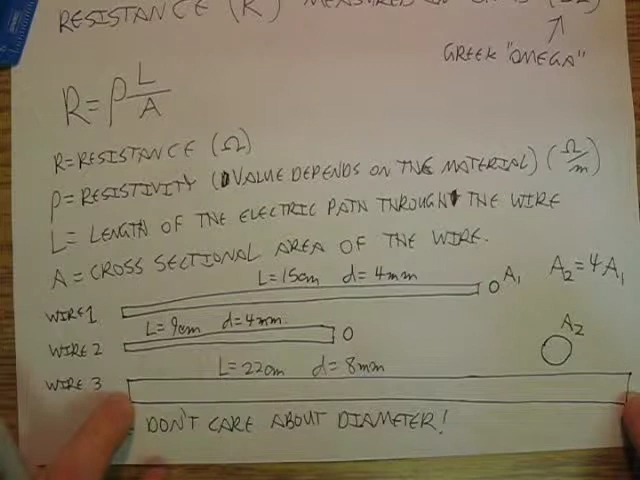 RESISTANCE (R) MEASURED IN
GREEK "OMEGA"
R=ρ L/A
R=RESISTANCE (Ω)
ρ=RESISTIVITY (VALUE DEPENDS ON THE MATERIAL) (Ω/m)
L= LENGTH OF THE ELECTRIC PATH THROUGH THE WIRE
A = CROSS SECTIONAL AREA OF THE WIRE.
L=15cm d=4mm A₁ A₂=4A₁
WIRE 1
L=9cm d=4mm. A₂
WIRE 2
L=22cm d=8mm
WIRE 3
DON'T CARE ABOUT DIAMETER!